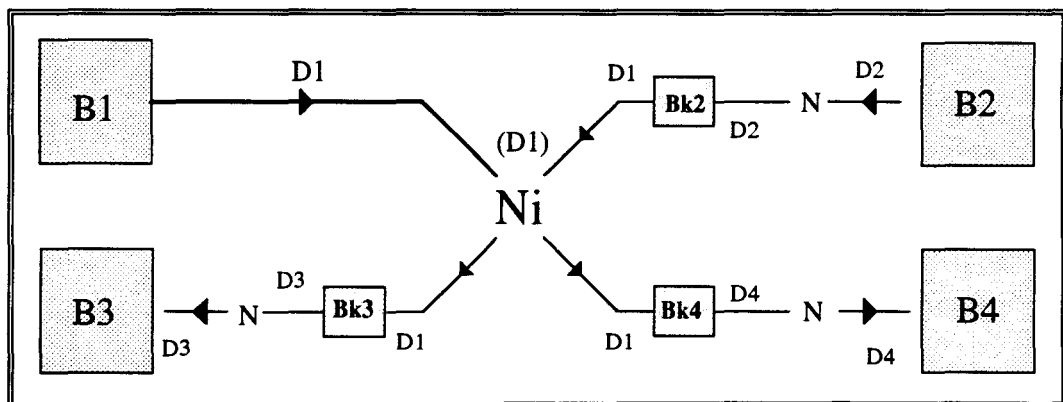 D1 D1 D2
B1 Bk2 N B2
D2
(D1)
Ni
D3 D4
B3 N Bk3 Bk4 N B4
D3 D1 D1 D4